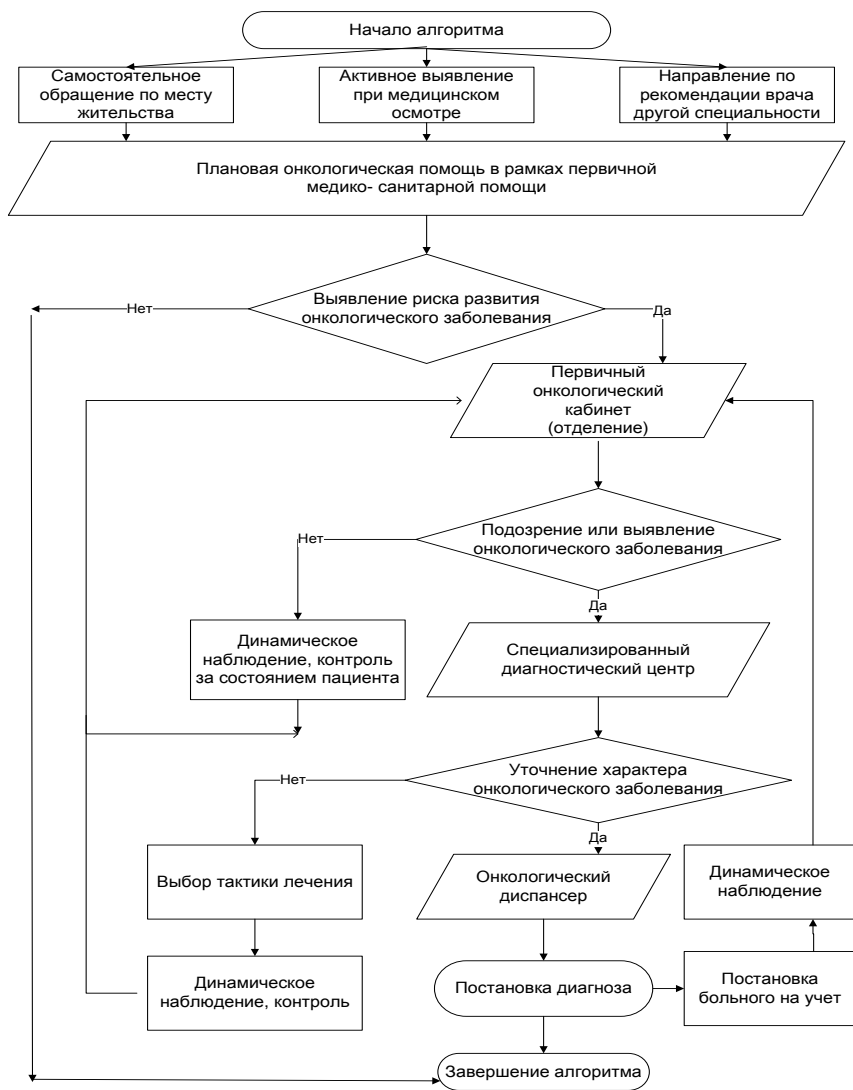 Начало алгоритма
Самостоятельное
обращение по месту
жительства
Активное выявление
при медицинском
осмотре
Направление по
рекомендации врача
другой специальности
Плановая онкологическая помощь в рамках первичной
медико- санитарной помощи
Выявление риска развития
онкологического заболевания
Нет
Да
Первичный
онкологический
кабинет
(отделение)
Подозрение или выявление
онкологического заболевания
Нет
Да
Динамическое
наблюдение, контроль
за состоянием пациента
Специализированный
диагностический центр
Уточнение характера
онкологического заболевания
Нет
Да
Выбор тактики лечения
Онкологический
диспансер
Динамическое
наблюдение
Динамическое
наблюдение, контроль
Постановка диагноза
Постановка
больного на учет
Завершение алгоритма